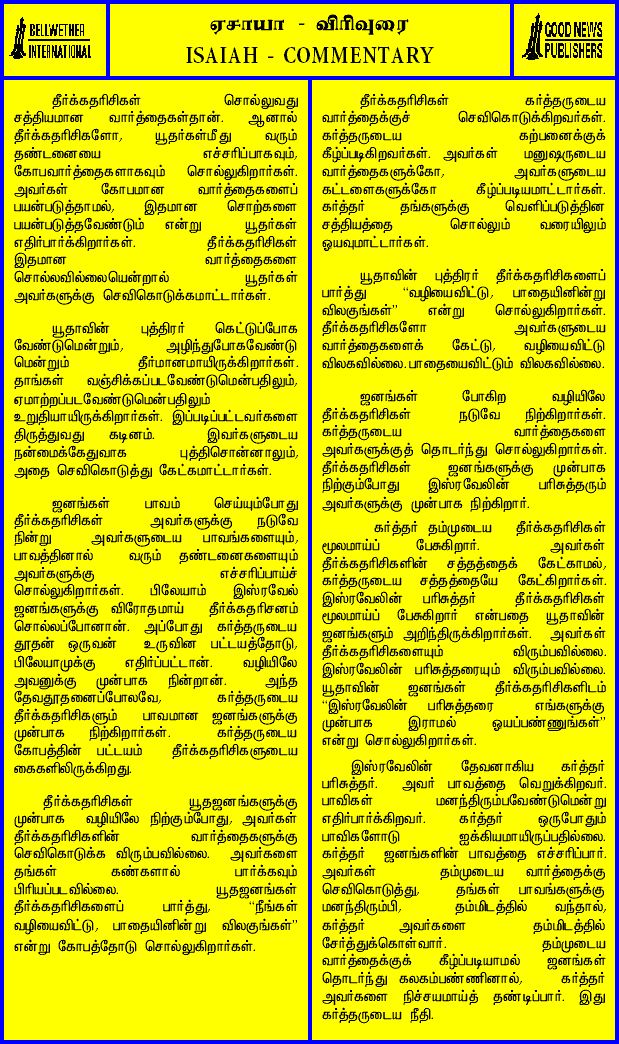 BELLWETHER
INTERNATIONAL
ஏசாயா - விரிவுரை
ISAIAH - COMMENTARY
GOOD NEWS
PUBLISHERS
தீர்க்கதரிசிகள் சொல்லுவது
சத்தியமான வார்த்தைகள்தான். ஆனால்
தீர்க்கதரிசிகளோ, யூதர்கள்மீது வரும்
தண்டனையை எச்சரிப்பாகவும்,
கோபவார்த்தைகளாகவும் சொல்லுகிறார்கள்.
அவர்கள் கோபமான வார்த்தைகளைப்
பயன்படுத்தாமல், இதமான சொற்களை
பயன்படுத்தவேண்டும் என்று யூதர்கள்
எதிர்பார்க்கிறார்கள். தீர்க்கதரிசிகள்
இதமான வார்த்தைகளை
சொல்லவில்லையென்றால் யூதர்கள்
அவர்களுக்கு செவிகொடுக்கமாட்டார்கள்.
யூதாவின் புத்திரர் கெட்டுப்போக
வேண்டுமென்றும், அழிந்துபோகவேண்டு
மென்றும் தீர்மானமாயிருக்கிறார்கள்.
தாங்கள் வஞ்சிக்கப்படவேண்டுமென்பதிலும்,
ஏமாற்றப்படவேண்டுமென்பதிலும்
உறுதியாயிருக்கிறார்கள். இப்படிப்பட்டவர்களை
திருத்துவது கடினம். இவர்களுடைய
நன்மைக்கேதுவாக புத்திசொன்னாலும்,
அதை செவிகொடுத்து கேட்கமாட்டார்கள்.
ஜனங்கள் பாவம் செய்யும்போது
தீர்க்கதரிசிகள் அவர்களுக்கு நடுவே
நின்று அவர்களுடைய பாவங்களையும்,
பாவத்தினால் வரும் தண்டனைகளையும்
அவர்களுக்கு எச்சரிப்பாய்ச்
சொல்லுகிறார்கள். பிலேயாம் இஸ்ரவேல்
ஜனங்களுக்கு விரோதமாய் தீர்க்கதரிசனம்
சொல்லப்போனான். அப்போது கர்த்தருடைய
தூதன் ஒருவன் உருவின பட்டயத்தோடு,
பிலேயாமுக்கு எதிர்ப்பட்டான். வழியிலே
அவனுக்கு முன்பாக நின்றான். அந்த
தேவதூதனைப்போலவே, கர்த்தருடைய
தீர்க்கதரிசிகளும் பாவமான ஜனங்களுக்கு
முன்பாக நிற்கிறார்கள். கர்த்தருடைய
கோபத்தின் பட்டயம் தீர்க்கதரிசிகளுடைய
கைகளிலிருக்கிறது.
தீர்க்கதரிசிகள் யூதஜனங்களுக்கு
முன்பாக வழியிலே நிற்கும்போது, அவர்கள்
தீர்க்கதரிசிகளின் வார்த்தைகளுக்கு
செவிகொடுக்க விரும்பவில்லை. அவர்களை
தங்கள் கண்களால் பார்க்கவும்
பிரியப்படவில்லை. யூதஜனங்கள்
தீர்க்கதரிசிகளைப் பார்த்து, “நீங்கள்
வழியைவிட்டு, பாதையினின்று விலகுங்கள்”
என்று கோபத்தோடு சொல்லுகிறார்கள்.
தீர்க்கதரிசிகள் கர்த்தருடைய
வார்த்தைக்குச் செவிகொடுக்கிறவர்கள்.
கர்த்தருடைய கற்பனைக்குக்
கீழ்ப்படிகிறவர்கள். அவர்கள் மனுஷருடைய
வார்த்தைகளுக்கோ, அவர்களுடைய
கட்டளைகளுக்கோ கீழ்ப்படியமாட்டார்கள்.
கர்த்தர் தங்களுக்கு வெளிப்படுத்தின
சத்தியத்தை சொல்லும் வரையிலும்
ஓயவுமாட்டார்கள்.
யூதாவின் புத்திரர் தீர்க்கதரிசிகளைப்
பார்த்து “வழியைவிட்டு, பாதையினின்று
விலகுங்கள்” என்று சொல்லுகிறார்கள்.
தீர்க்கதரிசிகளோ அவர்களுடைய
வார்த்தைகளைக் கேட்டு, வழியைவிட்டு
விலகவில்லை. பாதையைவிட்டும் விலகவில்லை.
ஜனங்கள் போகிற வழியிலே
தீர்க்கதரிசிகள் நடுவே நிற்கிறார்கள்.
கர்த்தருடைய வார்த்தைகளை
அவர்களுக்குத் தொடர்ந்து சொல்லுகிறார்கள்.
தீர்க்கதரிசிகள் ஜனங்களுக்கு முன்பாக
நிற்கும்போது இஸ்ரவேலின் பரிசுத்தரும்
அவர்களுக்கு முன்பாக நிற்கிறார்.
கர்த்தர் தம்முடைய தீர்க்கதரிசிகள்
மூலமாய்ப் பேசுகிறார். அவர்கள்
தீர்க்கதரிசிகளின் சத்தத்தைக் கேட்காமல்,
கர்த்தருடைய சத்தத்தையே கேட்கிறார்கள்.
இஸ்ரவேலின் பரிசுத்தர் தீர்க்கதரிசிகள்
மூலமாய்ப் பேசுகிறார் என்பதை யூதாவின்
ஜனங்களும் அறிந்திருக்கிறார்கள். அவர்கள்
தீர்க்கதரிசிகளையும் விரும்பவில்லை.
இஸ்ரவேலின் பரிசுத்தரையும் விரும்பவில்லை.
யூதாவின் ஜனங்கள் தீர்க்கதரிசிகளிடம்
“இஸ்ரவேலின் பரிசுத்தரை எங்களுக்கு
முன்பாக இராமல் ஓயப்பண்ணுங்கள்”
என்று சொல்லுகிறார்கள்.
இஸ்ரவேலின் தேவனாகிய கர்த்தர்
பரிசுத்தர். அவர் பாவத்தை வெறுக்கிறவர்.
பாவிகள் மனந்திரும்பவேண்டுமென்று
எதிர்பார்க்கிறவர். கர்த்தர் ஒருபோதும்
பாவிகளோடு ஐக்கியமாயிருப்பதில்லை.
கர்த்தர் ஜனங்களின் பாவத்தை எச்சரிப்பார்.
அவர்கள் தம்முடைய வார்த்தைக்கு
செவிகொடுத்து, தங்கள் பாவங்களுக்கு
மனந்திரும்பி, தம்மிடத்தில் வந்தால்,
கர்த்தர் அவர்களை தம்மிடத்தில்
சேர்த்துக்கொள்வார். தம்முடைய
வார்த்தைக்குக் கீழ்ப்படியாமல் ஜனங்கள்
தொடர்ந்து கலகம்பண்ணினால், கர்த்தர்
அவர்களை நிச்சயமாய்த் தண்டிப்பார். இது
கர்த்தருடைய நீதி.